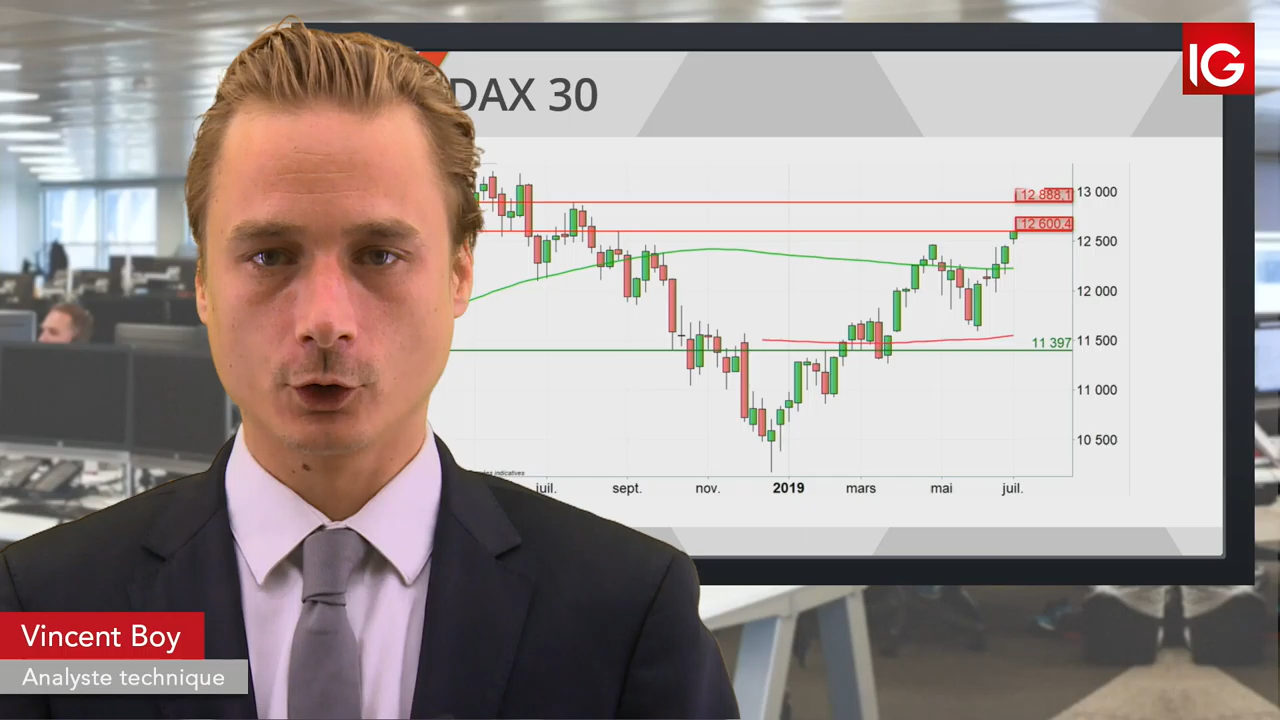 IG
DAX 30
12 888,1
13 000
12 600,4
12 500
12 000
11 500
11 397
11 000
10 500
indicatives
juil.
sept.
nov.
2019
mars
mai
juil.
Vincent Boy
Analyste technique